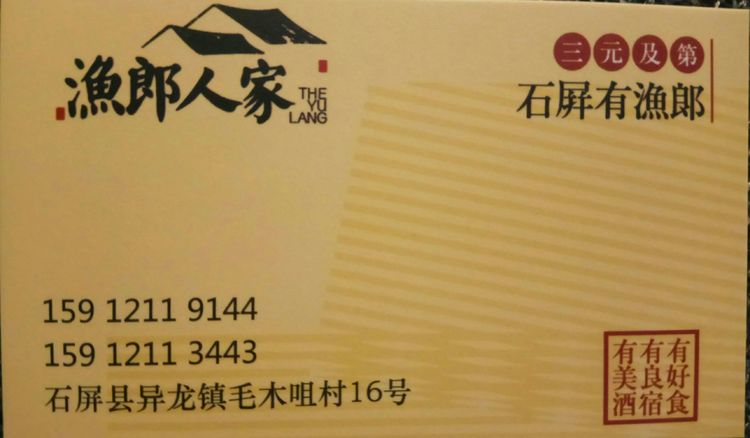 漁郎人家
THE
YU
LANG
三元及第
石屏有漁郎
159 1211 9144
159 1211 3443
石屏县异龙镇毛木咀村16号
有好食
有良宿
有美酒